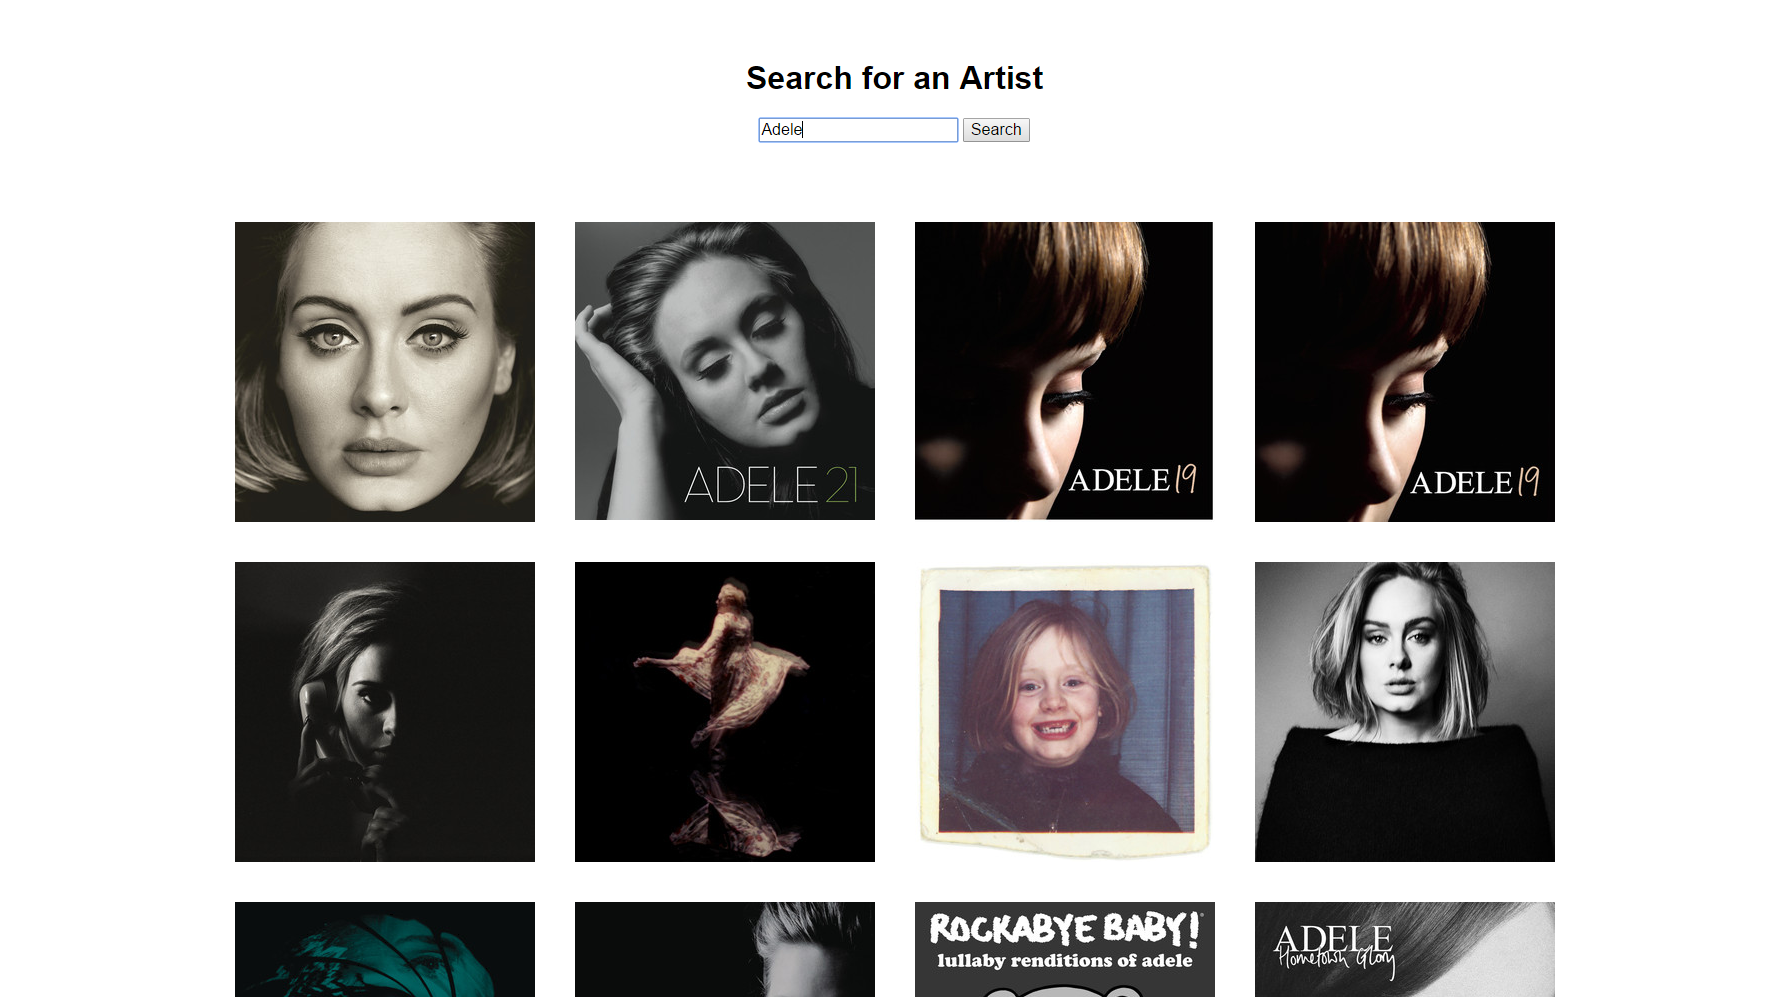 Search for an Artist
Adele
Search
ADELE 21
ADELE 19
ADELE 19
ROCKABYE BABY!
lullaby renditions of adele
ADELE
Hometown Glory